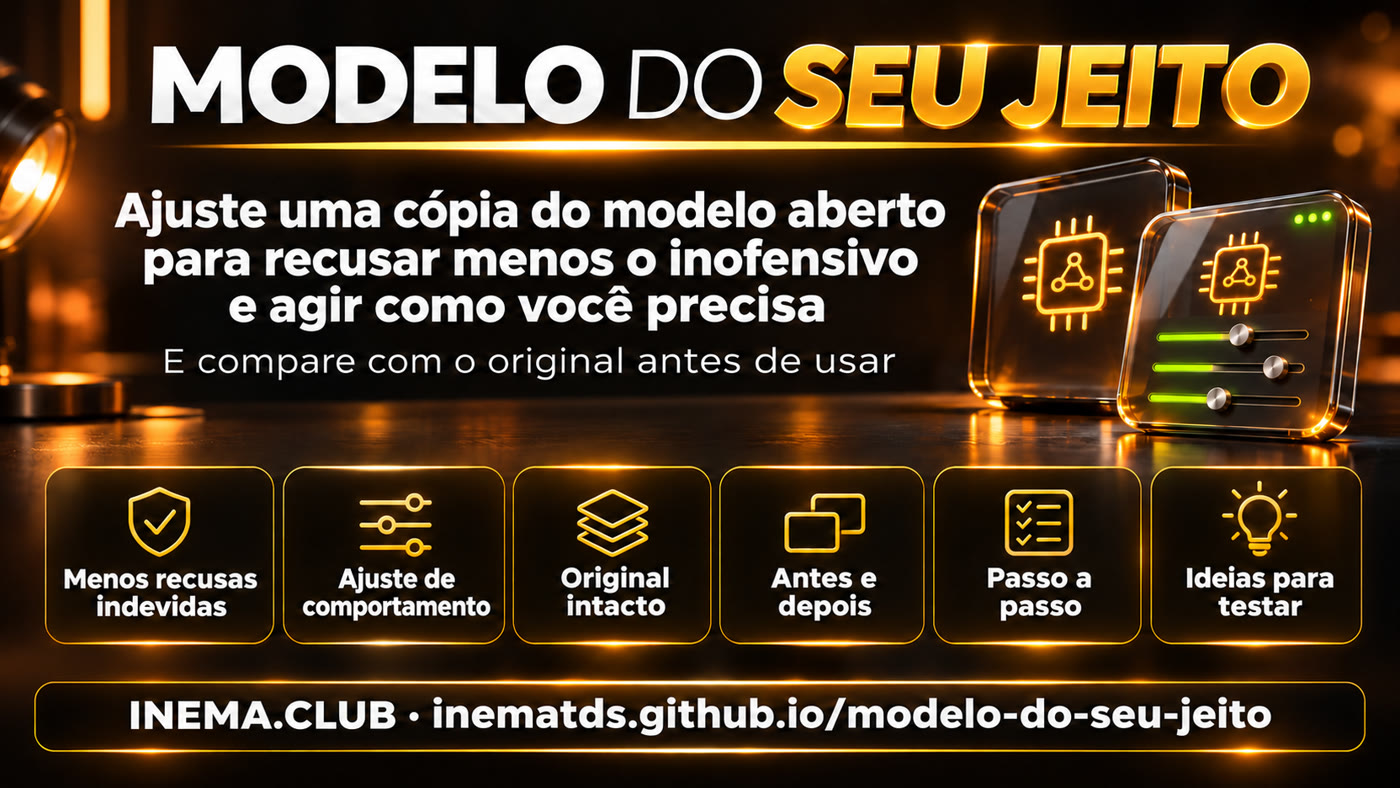 MODELO DO SEU JEITO
Ajuste uma cópia do modelo aberto
para recusar menos o inofensivo
e agir como você precisa
E compare com o original antes de usar
Menos recusas
indevidas
Ajuste de
comportamento
Original
intacto
Antes e
depois
Passo a
passo
Ideias para
testar
INEMA.CLUB · inematds.github.io/modelo-do-seu-jeito